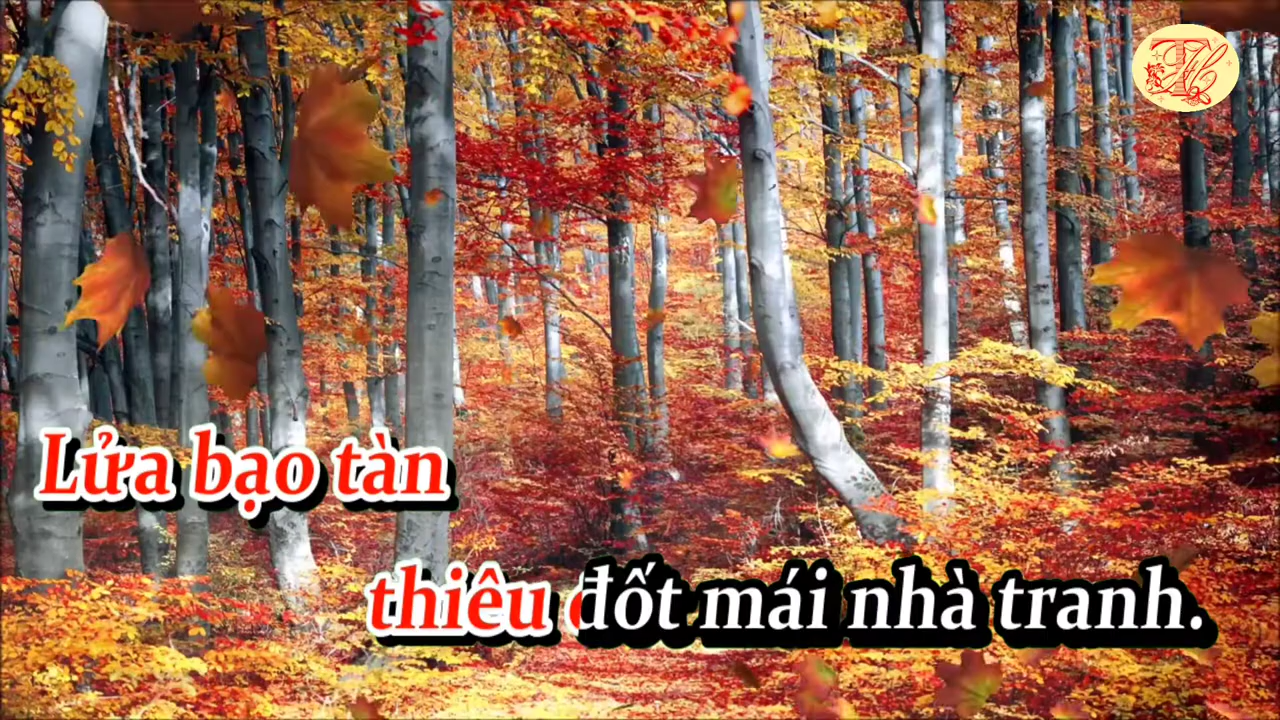 Lửa bạo tàn
thiêu đốt mái nhà tranh.